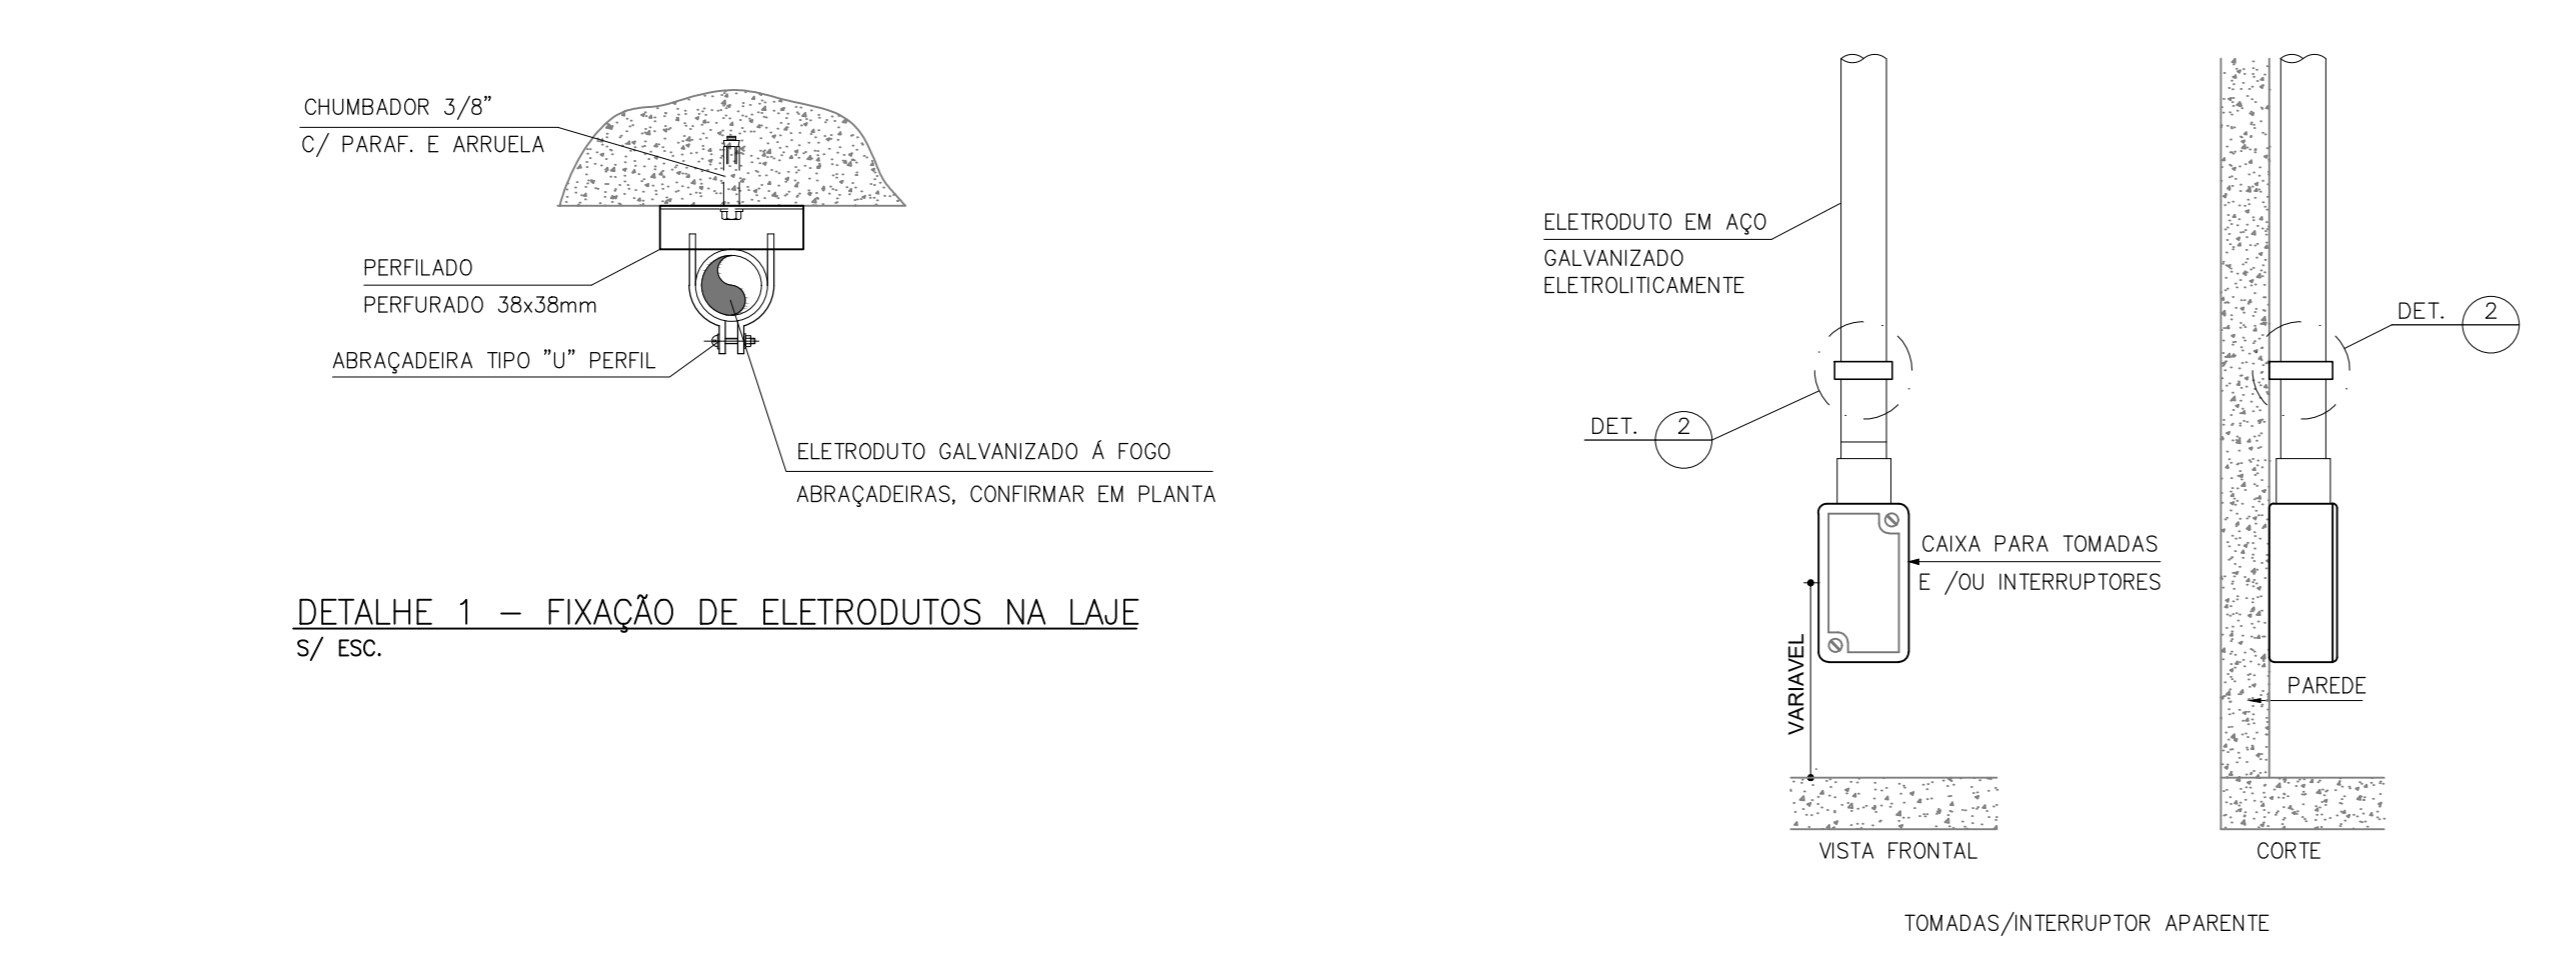 CHUMBADOR 3/8"
C/ PARAF. E ARRUELA
PERFILADO
PERFURADO 38x38mm
ABRAÇADEIRA TIPO "U" PERFIL
ELETRODUTO GALVANIZADO Á FOGO
ABRAÇADEIRAS, CONFIRMAR EM PLANTA
DETALHE 1 – FIXAÇÃO DE ELETRODUTOS NA LAJE
S/ ESC.
ELETRODUTO EM AÇO
GALVANIZADO
ELETROLITICAMENTE
DET. 2
DET. 2
CAIXA PARA TOMADAS
E /OU INTERRUPTORES
VARIAVEL
PAREDE
VISTA FRONTAL
CORTE
TOMADAS/INTERRUPTOR APARENTE